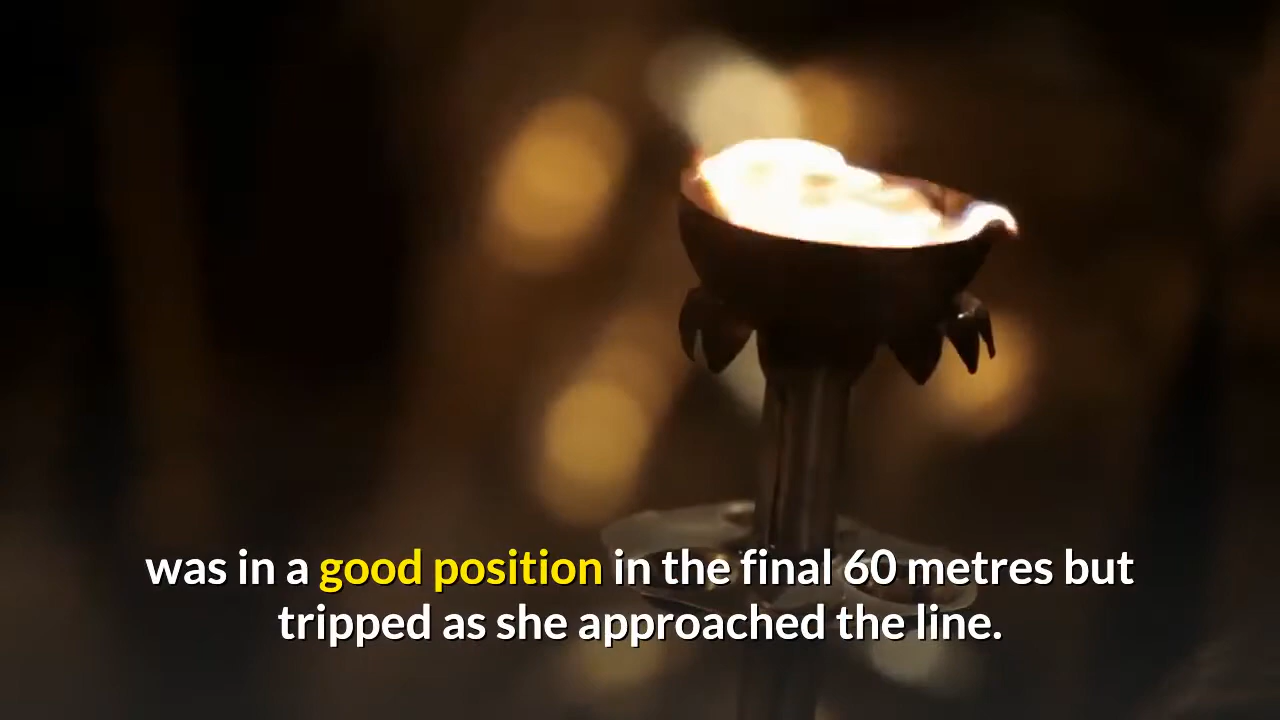 was in a good position in the final 60 metres but
tripped as she approached the line.